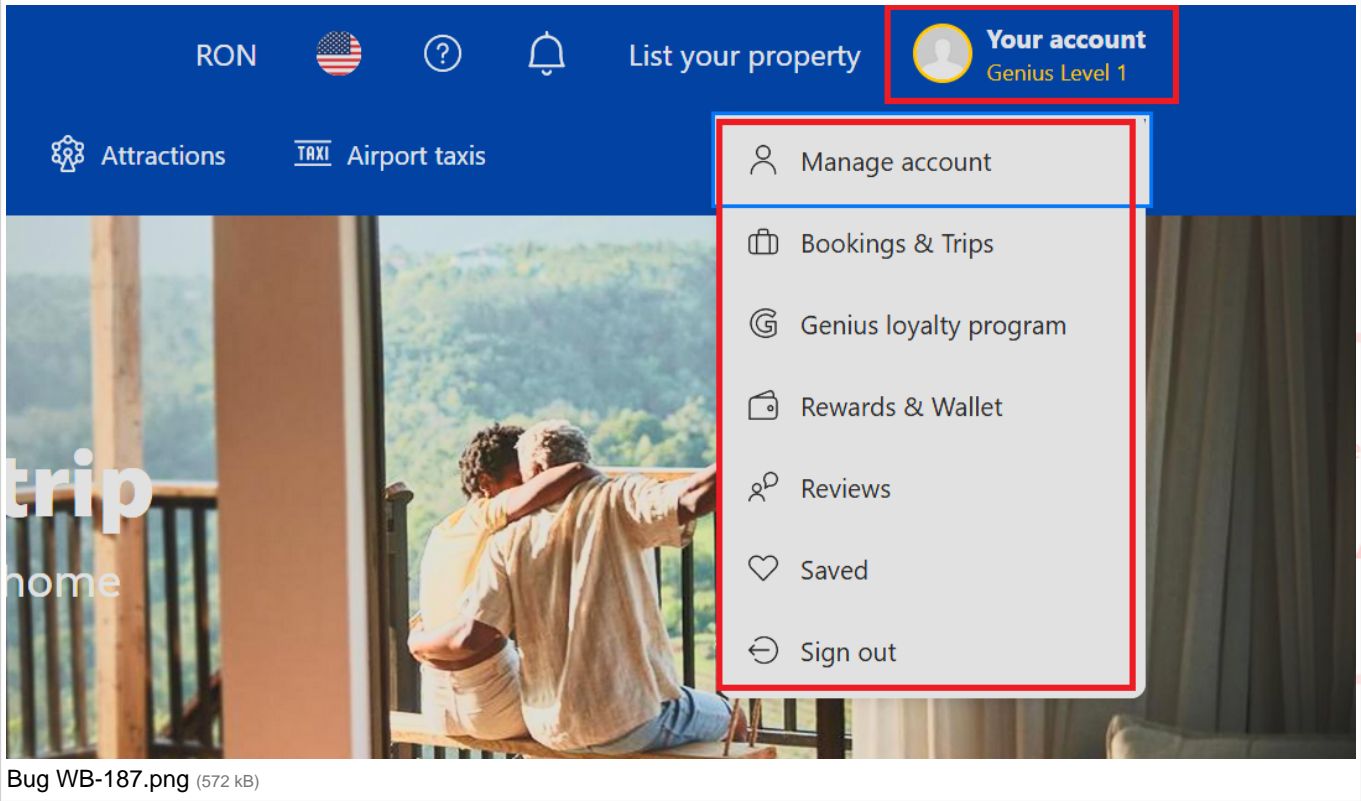 RON
List your property
Your account
Genius Level 1
Attractions
TAXI Airport taxis
Manage account
Bookings & Trips
Genius loyalty program
Rewards & Wallet
Reviews
Saved
Sign out
trip
home
Bug WB-187.png (572 kB)